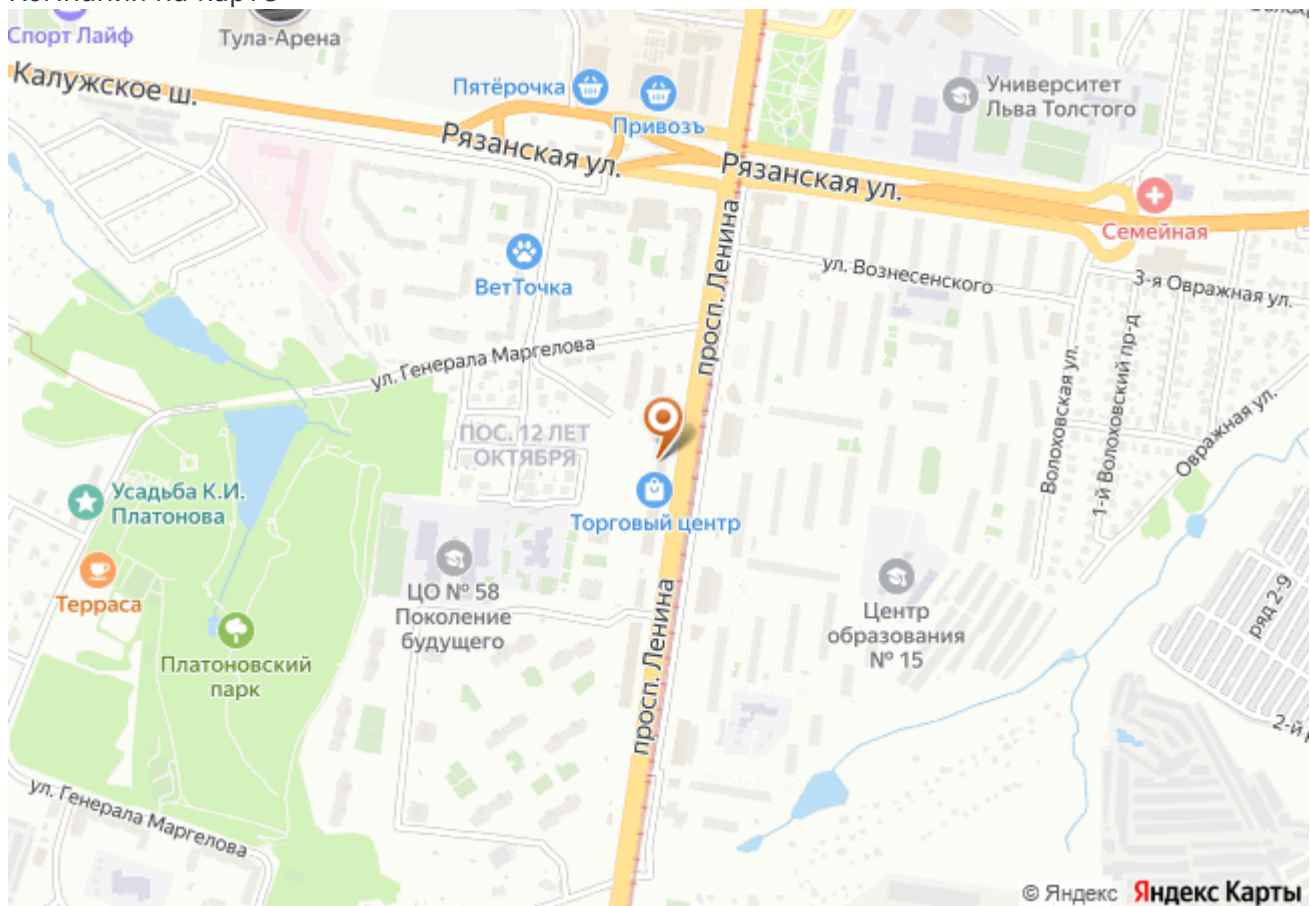 Компания на карте
Спорт Лайф
Тула-Арена
Калужское ш.
Пятёрочка
Привозъ
Университет
Льва Толстого
Рязанская ул.
Рязанская ул.
Семейная
ВетТочка
просп. Ленина
ул. Вознесенского
3-я Овражная ул.
ул. Генерала Маргелова
Волоховская ул.
1-й Волоховский пр-д
Овражная ул.
ПОС. 12 ЛЕТ
ОКТЯБРЯ
Усадьба К.И.
Платонова
Торговый центр
Терраса
ЦО № 58
Поколение
будущего
Центр
образования
№ 15
ряд 2-9
Платоновский
парк
просп. Ленина
ул. Генерала Маргелова
© Яндекс Яндекс Карты